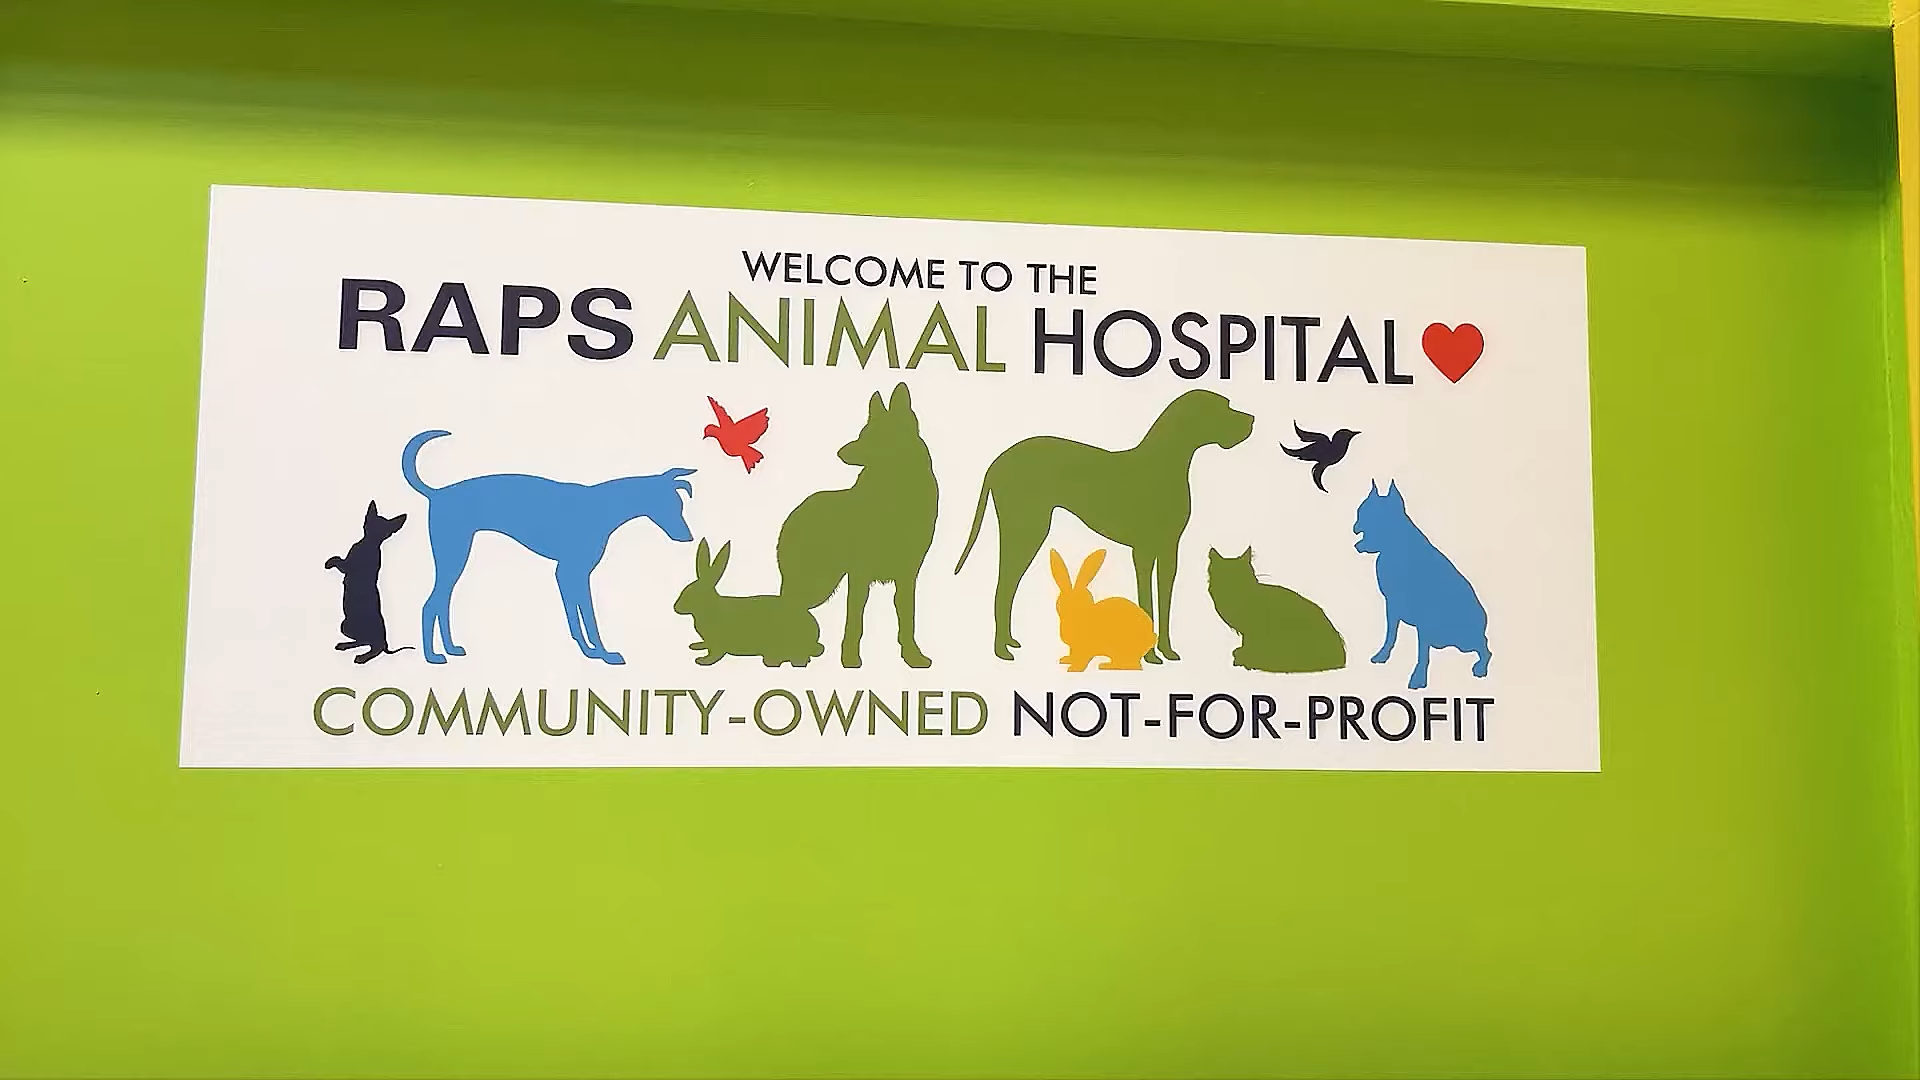 WELCOME TO THE
RAPS ANIMAL HOSPITAL
COMMUNITY-OWNED NOT-FOR-PROFIT